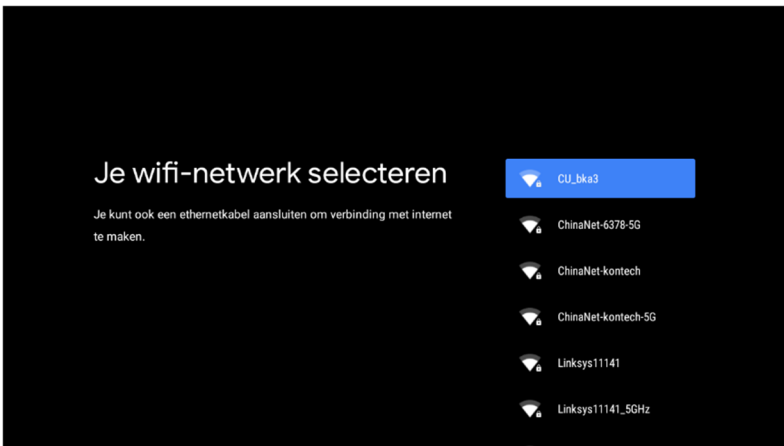 Je wifi-netwerk selecteren
Je kunt ook een ethernetkabel aansluiten om verbinding met internet
te maken.
CU_bka3
ChinaNet-6378-5G
ChinaNet-kontech
ChinaNet-kontech-5G
Linksys11141
Linksys11141_5GHz